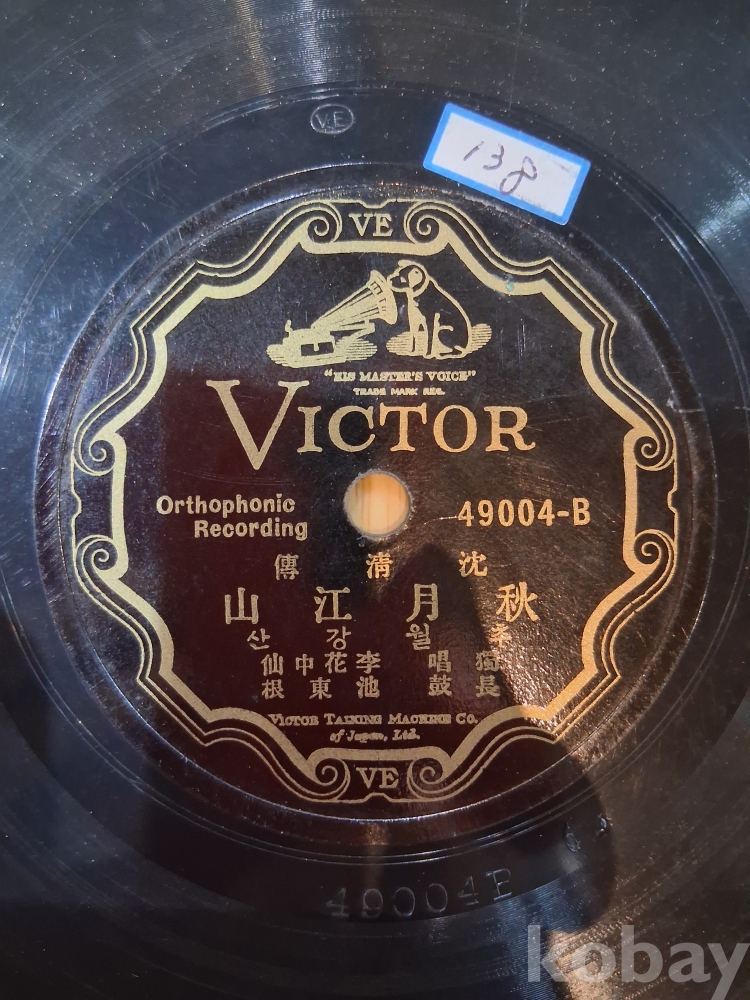 VE
138
VE
"HIS MASTER'S VOICE"
TRADE MARK REG.
VICTOR
Orthophonic
Recording
49004-B
沈淸傳
秋月江山
추월강산
獨唱 李花中仙
長鼓 池東根
VICTOR TALKING MACHINE CO.
of Japan, Ltd.
VE
49004B
kobay